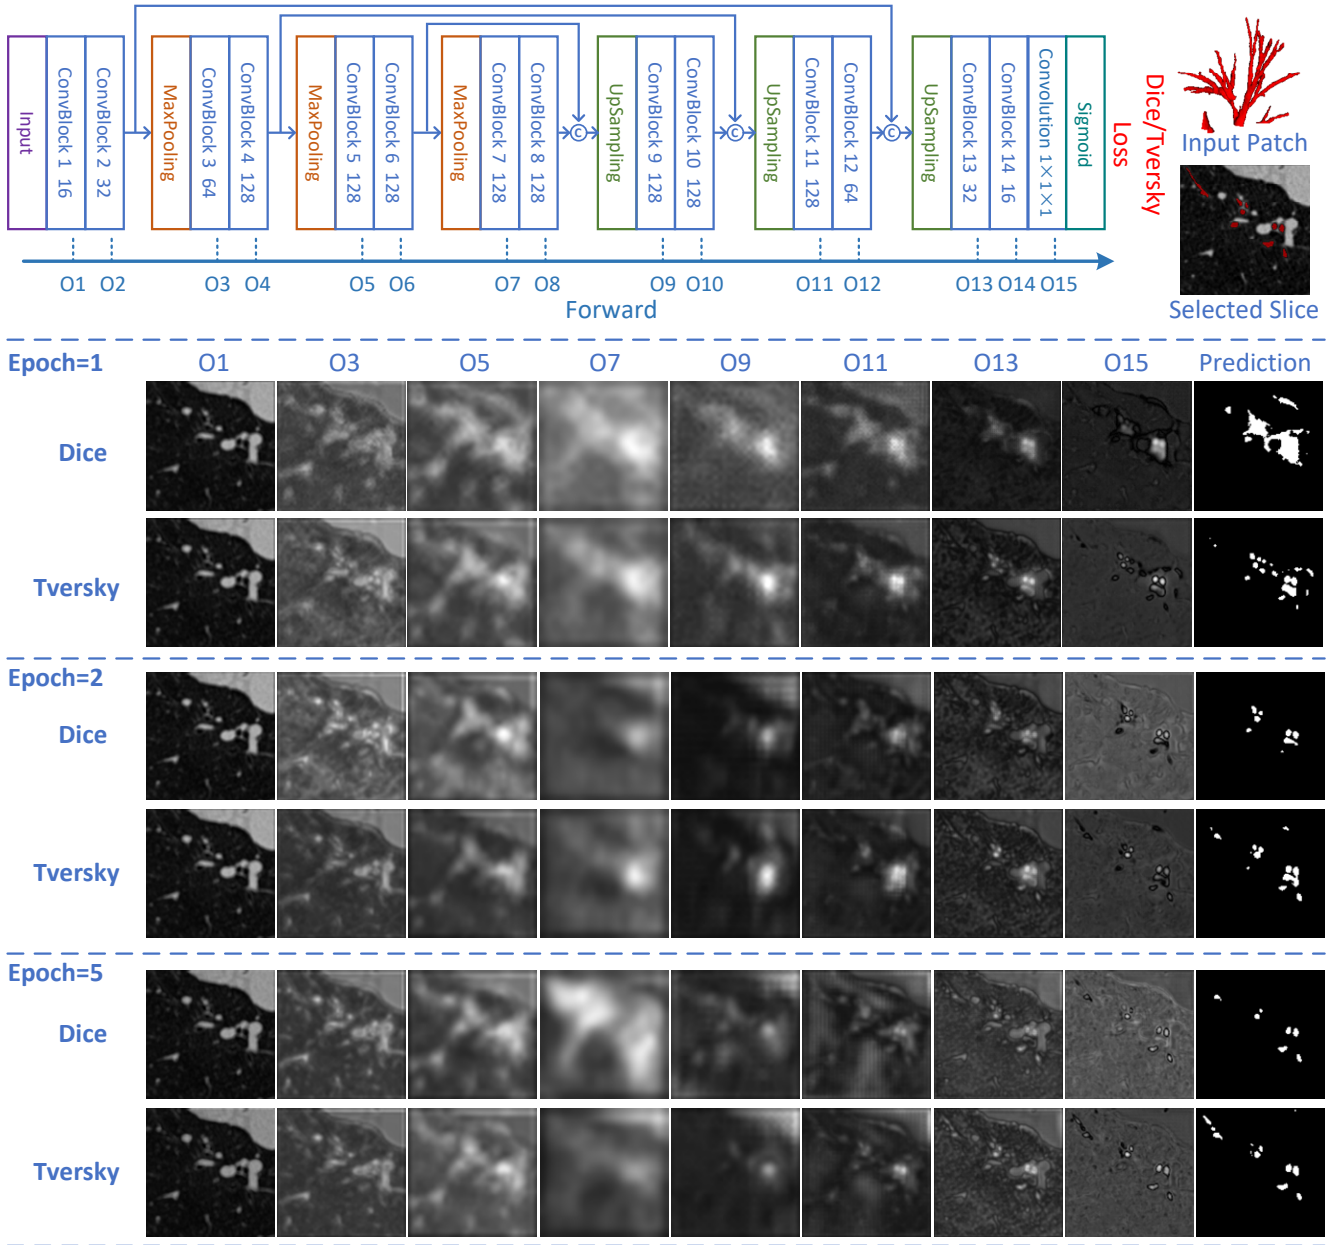 Input
ConvBlock 1 16
ConvBlock 2 32
MaxPooling
ConvBlock 3 64
ConvBlock 4 128
MaxPooling
ConvBlock 5 128
ConvBlock 6 128
MaxPooling
ConvBlock 7 128
ConvBlock 8 128
C
UpSampling
ConvBlock 9 128
ConvBlock 10 128
C
UpSampling
ConvBlock 11 128
ConvBlock 12 64
C
UpSampling
ConvBlock 13 32
ConvBlock 14 16
Convolution 1×1×1
Sigmoid
Dice/Tversky
Loss
Input Patch
Selected Slice
O1 O2 O3 O4 O5 O6 O7 O8 O9 O10 O11 O12 O13 O14 O15
Forward
Epoch=1 O1 O3 O5 O7 O9 O11 O13 O15 Prediction
Dice
Tversky
Epoch=2
Dice
Tversky
Epoch=5
Dice
Tversky